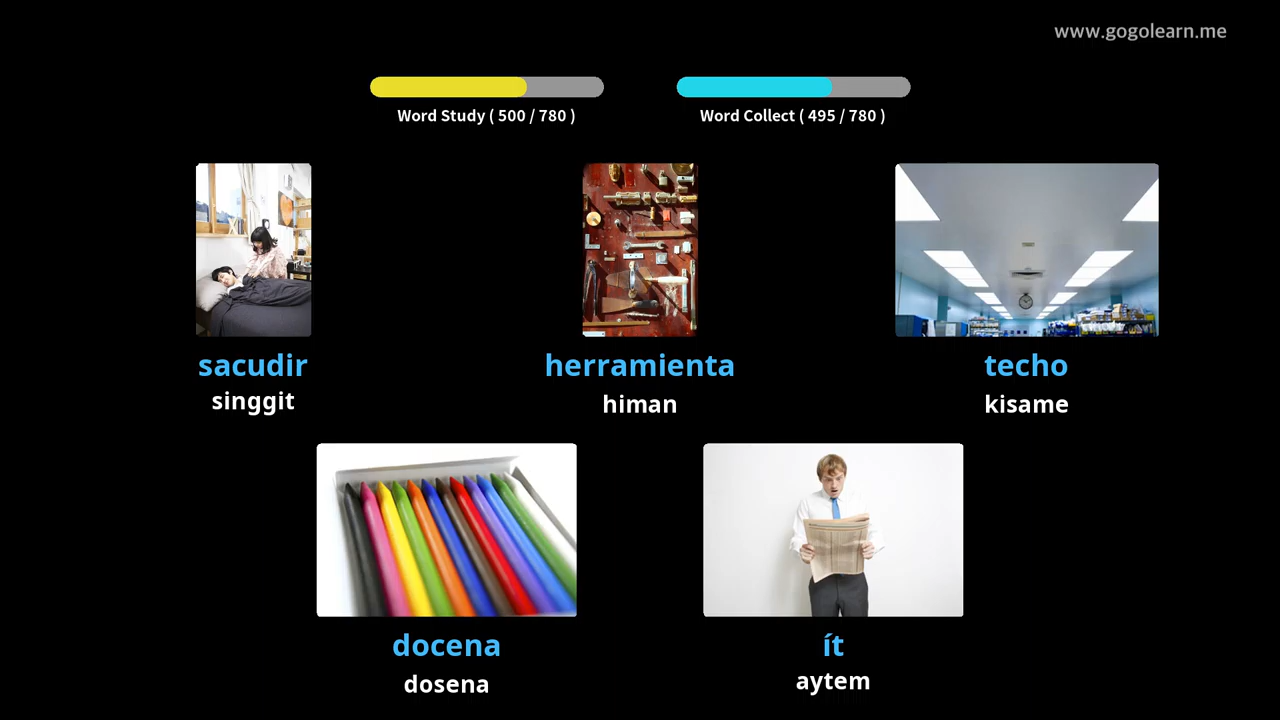 www.gogolearn.me
Word Study ( 500 / 780 )
Word Collect ( 495 / 780 )
sacudir
singgit
herramienta
himan
techo
kisame
docena
dosena
ít
aytem